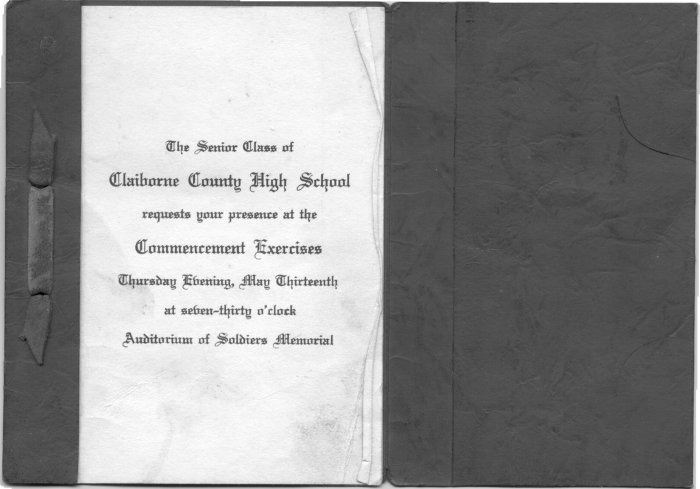 The Senior Class of
Claiborne County High School
requests your presence at the
Commencement Exercises
Thursday Evening, May Thirteenth
at seven-thirty o'clock
Auditorium of Soldiers Memorial